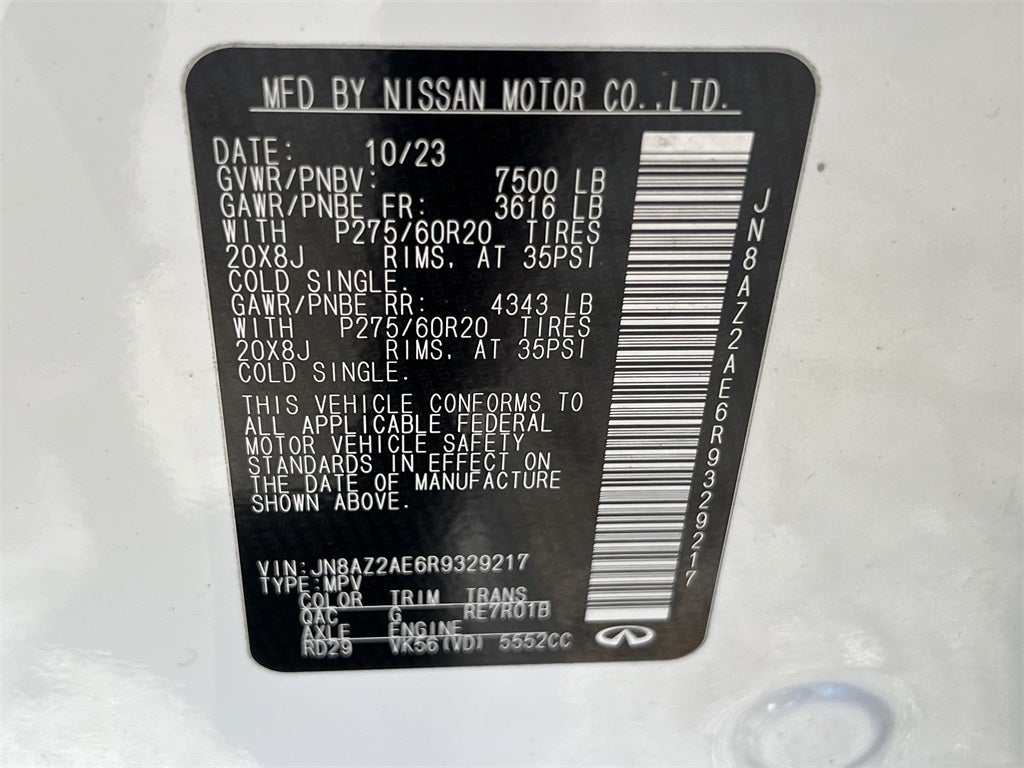 MFD BY NISSAN MOTOR CO.,LTD.
DATE: 10/23
GVWR/PNBV: 7500 LB
GAWR/PNBE FR: 3616 LB
WITH P275/60R20 TIRES
20X8J RIMS, AT 35PSI
COLD SINGLE.
GAWR/PNBE RR: 4343 LB
WITH P275/60R20 TIRES
20X8J RIMS, AT 35PSI
COLD SINGLE.
THIS VEHICLE CONFORMS TO
ALL APPLICABLE FEDERAL
MOTOR VEHICLE SAFETY
STANDARDS IN EFFECT ON
THE DATE OF MANUFACTURE
SHOWN ABOVE.
VIN:JN8AZ2AE6R9329217
TYPE:MPV
COLOR TRIM TRANS
QAC G RE7R01B
AXLE ENGINE
RD29 VK56(VD) 5552CC
JN8AZ2AE6R9329217